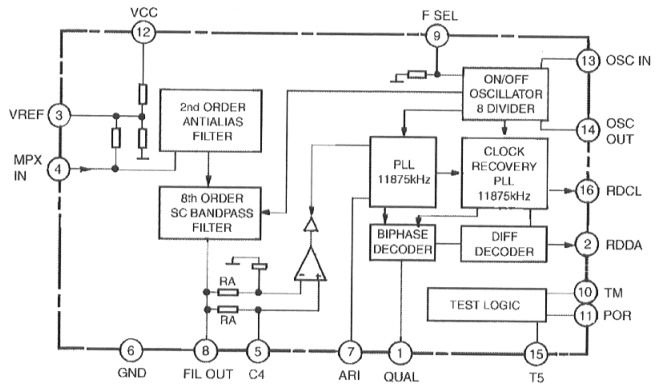 VCC
12
F SEL
9
13 OSC IN
ON/OFF
OSCILLATOR
8 DIVIDER
2nd ORDER
ANTIALIAS
FILTER
VREF 3
14 OSC
OUT
MPX
IN
4
PLL
11875kHz
CLOCK
RECOVERY
PLL
11875kHz
16 RDCL
8th ORDER
SC BANDPASS
FILTER
BIPHASE
DECODER
DIFF
DECODER
2 RDDA
RA
- +
RA
TEST LOGIC
10 TM
11 POR
6
GND
8
FIL OUT
5
C4
7
ARI
1
QUAL
15
T5